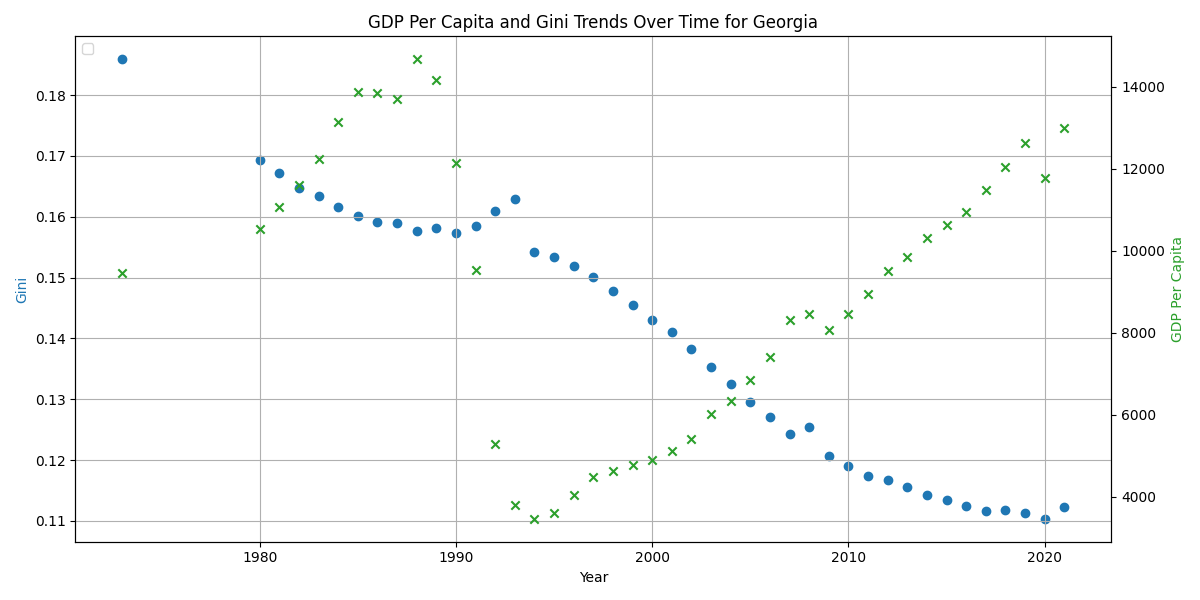 GDP Per Capita and Gini Trends Over Time for Georgia
Gini
0.18
0.17
0.16
0.15
0.14
0.13
0.12
0.11
14000
12000
10000
8000
6000
4000
GDP Per Capita
1980 1990 2000 2010 2020
Year